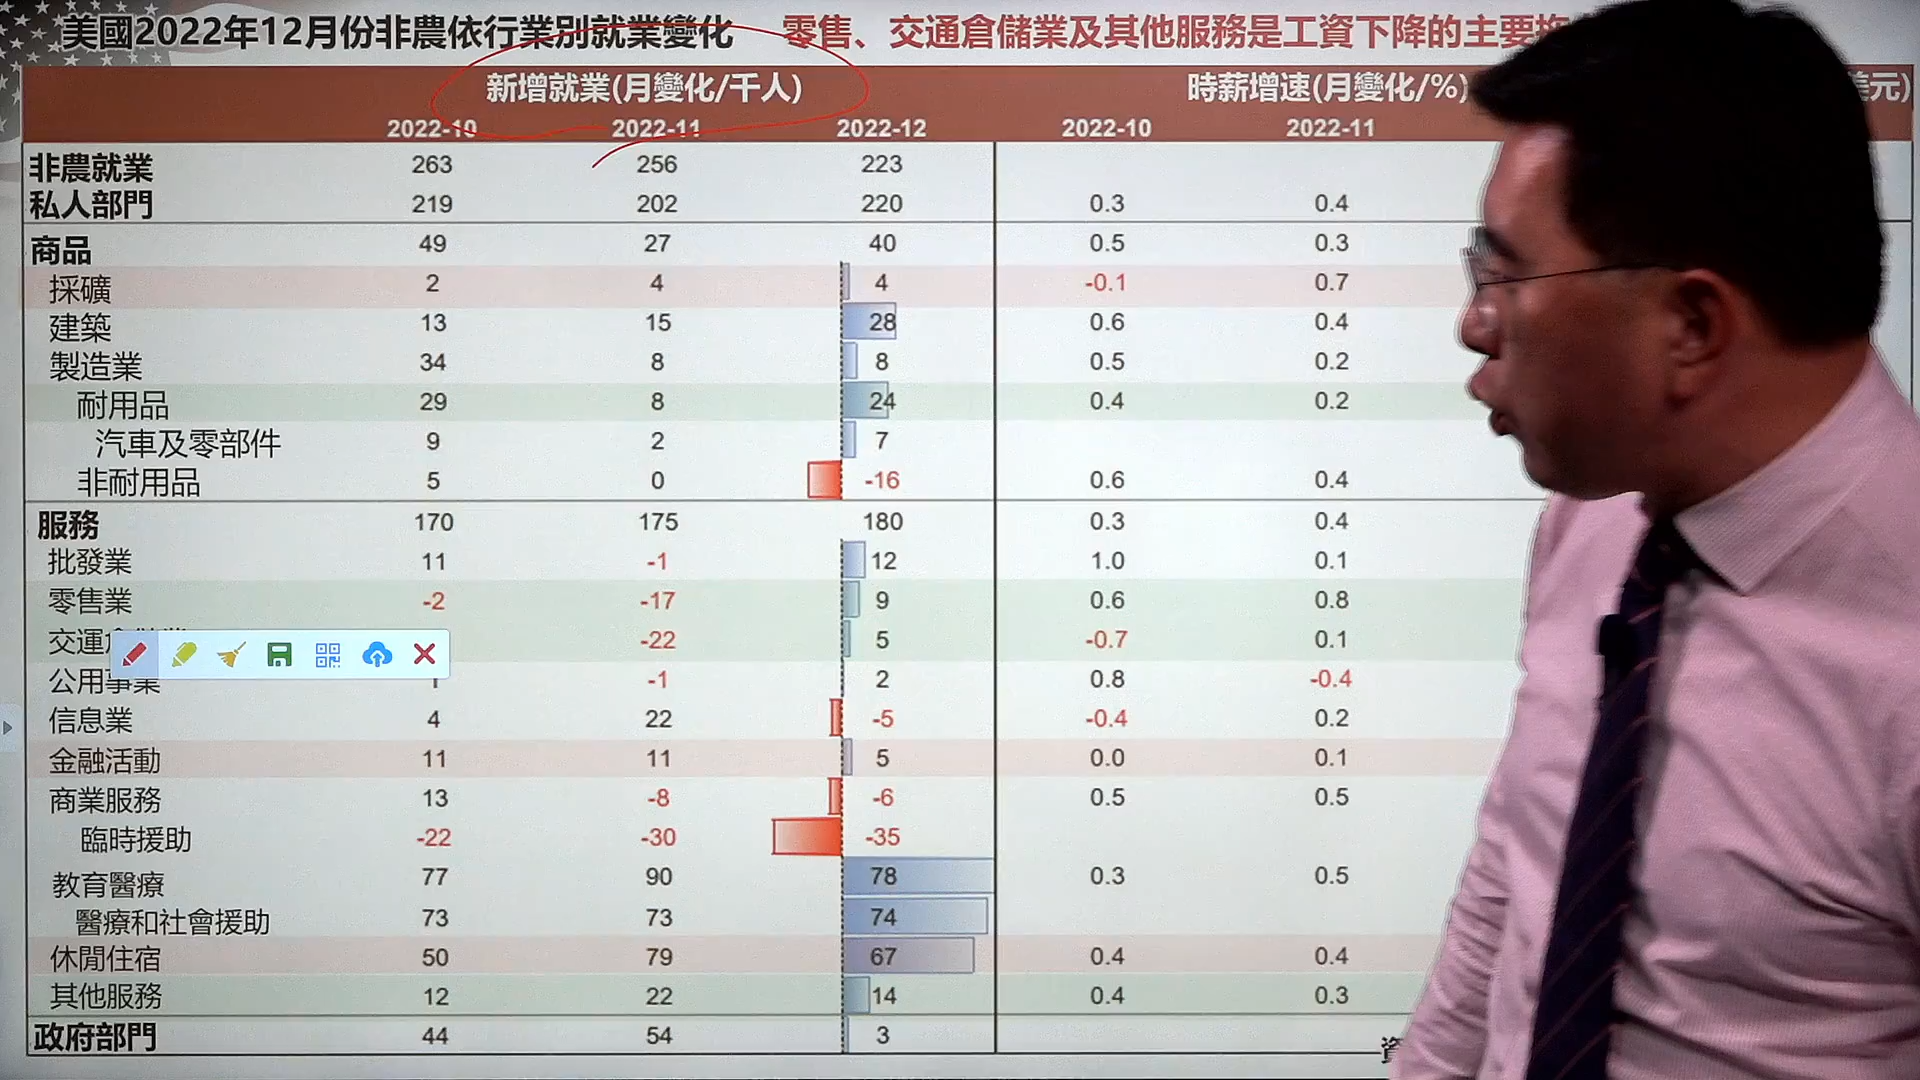 美國2022年12月份非農依行業別就業變化 零售、交通倉儲業及其他服務是工資下降的主要
新增就業(月變化/千人) 時薪增速(月變化/%) 美元)
2022-10 2022-11 2022-12 2022-10 2022-11
非農就業 263 256 223
私人部門 219 202 220 0.3 0.4
商品 49 27 40 0.5 0.3
採礦 2 4 4 -0.1 0.7
建築 13 15 28 0.6 0.4
製造業 34 8 8 0.5 0.2
耐用品 29 8 24 0.4 0.2
汽車及零部件 9 2 7
非耐用品 5 0 -16 0.6 0.4
服務 170 175 180 0.3 0.4
批發業 11 -1 12 1.0 0.1
零售業 -2 -17 9 0.6 0.8
交運 -22 5 -0.7 0.1
公用事業 -1 2 0.8 -0.4
信息業 4 22 -5 -0.4 0.2
金融活動 11 11 5 0.0 0.1
商業服務 13 -8 -6 0.5 0.5
臨時援助 -22 -30 -35
教育醫療 77 90 78 0.3 0.5
醫療和社會援助 73 73 74
休閒住宿 50 79 67 0.4 0.4
其他服務 12 22 14 0.4 0.3
政府部門 44 54 3